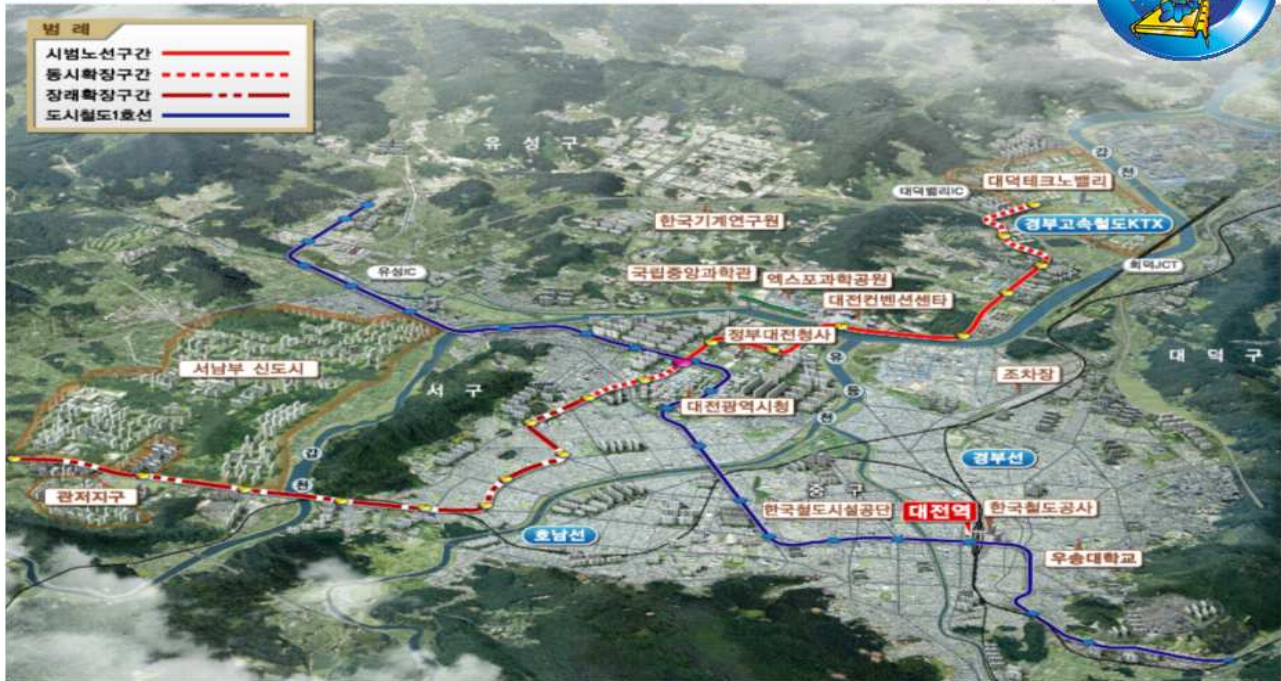 범 례
시범노선구간
동시확장구간
장래확장구간
도시철도1호선
유 성 구
갑
천
대덕밸리IC
대덕테크노밸리
한국기계연구원
경부고속철도KTX
유성IC
국립중앙과학관
엑스포과학공원
회덕JCT
대전컨벤션센타
정부대전청사
유
등
천
대 덕 구
서남부 신도시
서 구
조차장
대전광역시청
갑
천
관저지구
경부선
중 구
한국철도시설공단
대전역
한국철도공사
호남선
우송대학교